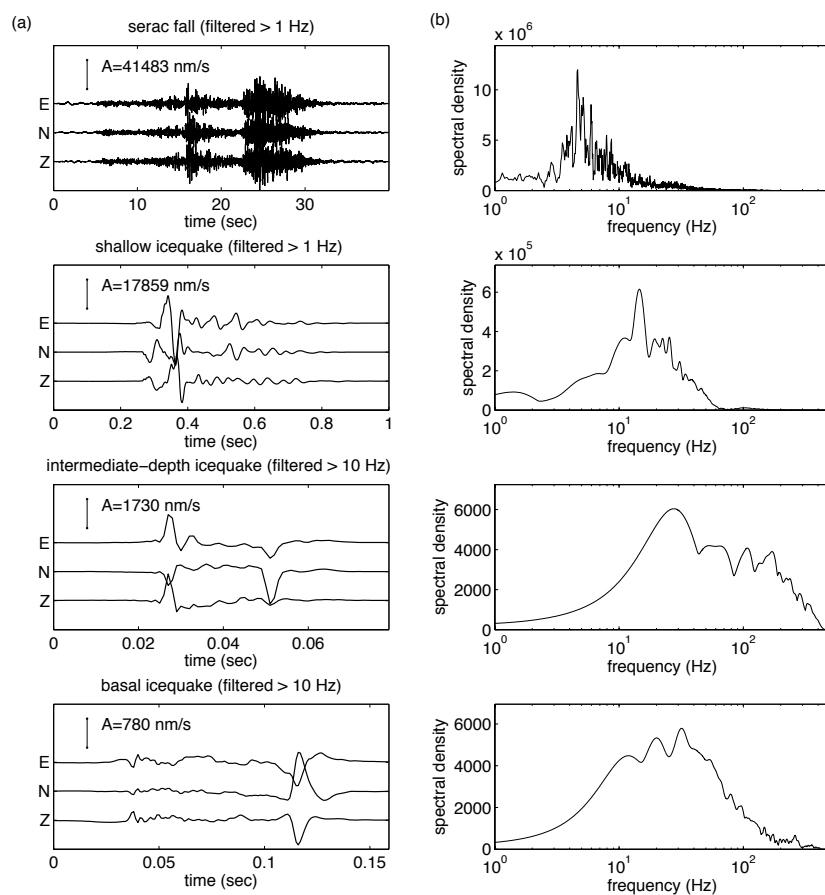 (a)
serac fall (filtered > 1 Hz)
A=41483 nm/s
E
N
Z
0 10 20 30
time (sec)
(b)
x 10^6
10
5
0
spectral density
10^0 10^1 10^2
frequency (Hz)
shallow icequake (filtered > 1 Hz)
A=17859 nm/s
E
N
Z
0 0.2 0.4 0.6 0.8 1
time (sec)
x 10^5
6
4
2
0
spectral density
10^0 10^1 10^2
frequency (Hz)
intermediate−depth icequake (filtered > 10 Hz)
A=1730 nm/s
E
N
Z
0 0.02 0.04 0.06
time (sec)
6000
4000
2000
0
spectral density
10^0 10^1 10^2
frequency (Hz)
basal icequake (filtered > 10 Hz)
A=780 nm/s
E
N
Z
0 0.05 0.1 0.15
time (sec)
6000
4000
2000
0
spectral density
10^0 10^1 10^2
frequency (Hz)